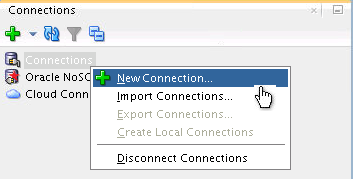 Connections
Connections
Oracle NoSQ
Cloud Conn
New Connection...
Import Connections...
Export Connections...
Create Local Connections
Disconnect Connections